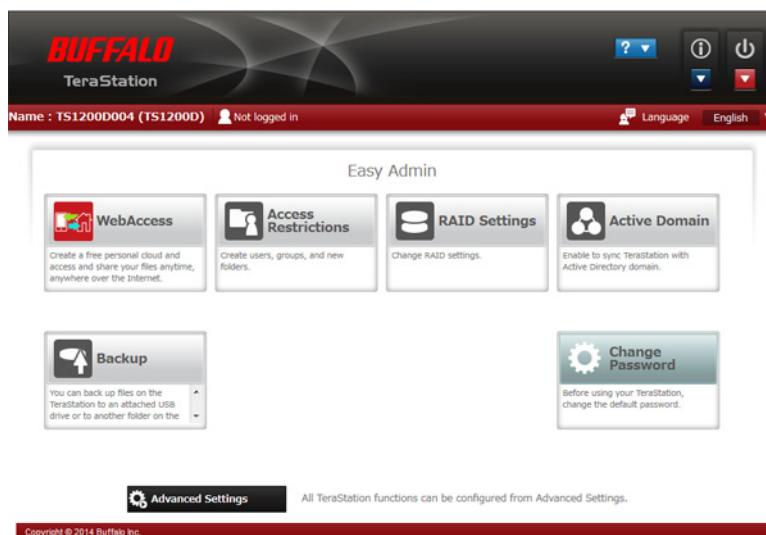 BUFFALO
TeraStation
?
Name : TS1200D004 (TS1200D)
Not logged in
Language
English
Easy Admin
WebAccess
Create a free personal cloud and
access and share your files anytime,
anywhere over the Internet.
Access
Restrictions
Create users, groups, and new
folders.
RAID Settings
Change RAID settings.
Active Domain
Enable to sync TeraStation with
Active Directory domain.
Backup
You can back up files on the
TeraStation to an attached USB
drive or to another folder on the
Change
Password
Before using your TeraStation,
change the default password.
Advanced Settings
All TeraStation functions can be configured from Advanced Settings.
Copyright © 2014 Buffalo Inc.